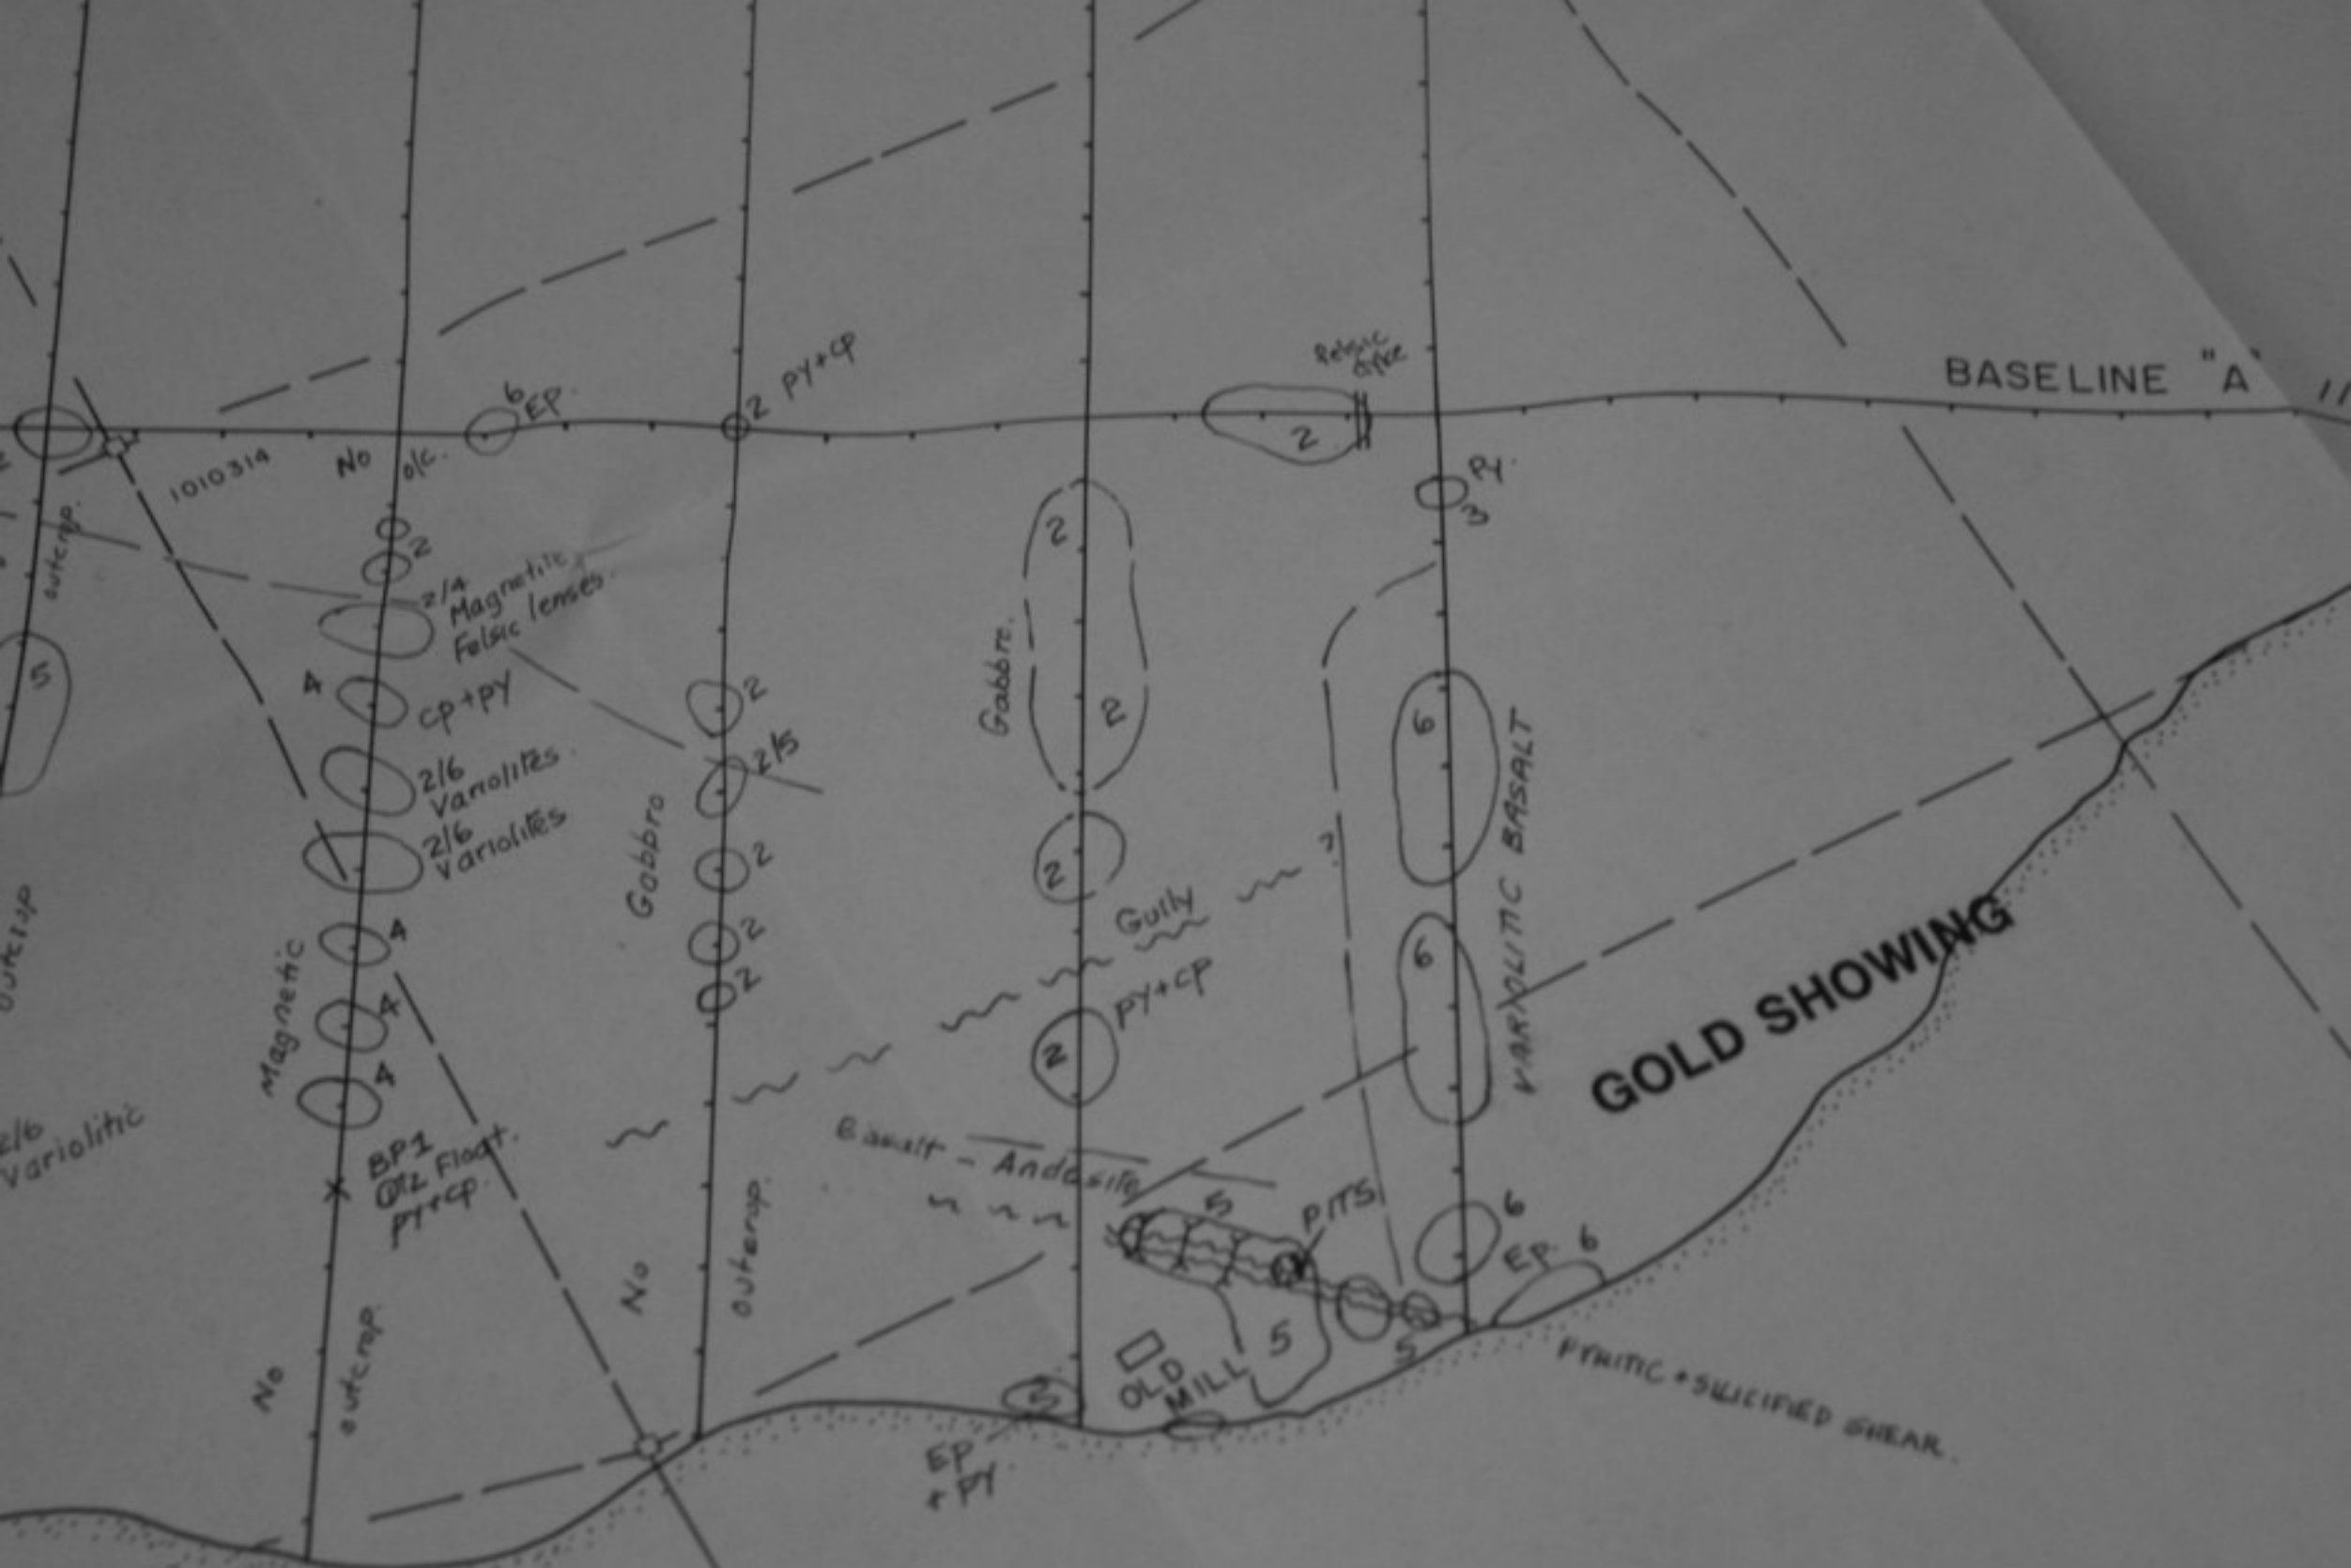 BASELINE "A"
Felsic
dyke
PY+CP
6
EP.
2
2
1010314
No
O/C.
PY.
3
outcrop.
2
2
2/4
Magnetic
Felsic lenses
5
4
CP+PY
2
Gabbro.
2
6
2/5
2/6
Variolites
2/6
Variolites
Gabbro
2
2
?
VARIOLITIC BASALT
outcrop
4
2
Gully
6
GOLD SHOWING
Magnetic
4
2
PY+CP
2
4
2/6
Variolitic
BP1
QTZ Float.
PY+CP.
Basalt - Andesite
5
PITS
6
EP.
6
No
outcrop.
No
outcrop.
OLD
MILL
5
5
PYRITIC + SILICIFIED SHEAR
2
EP
+ PY